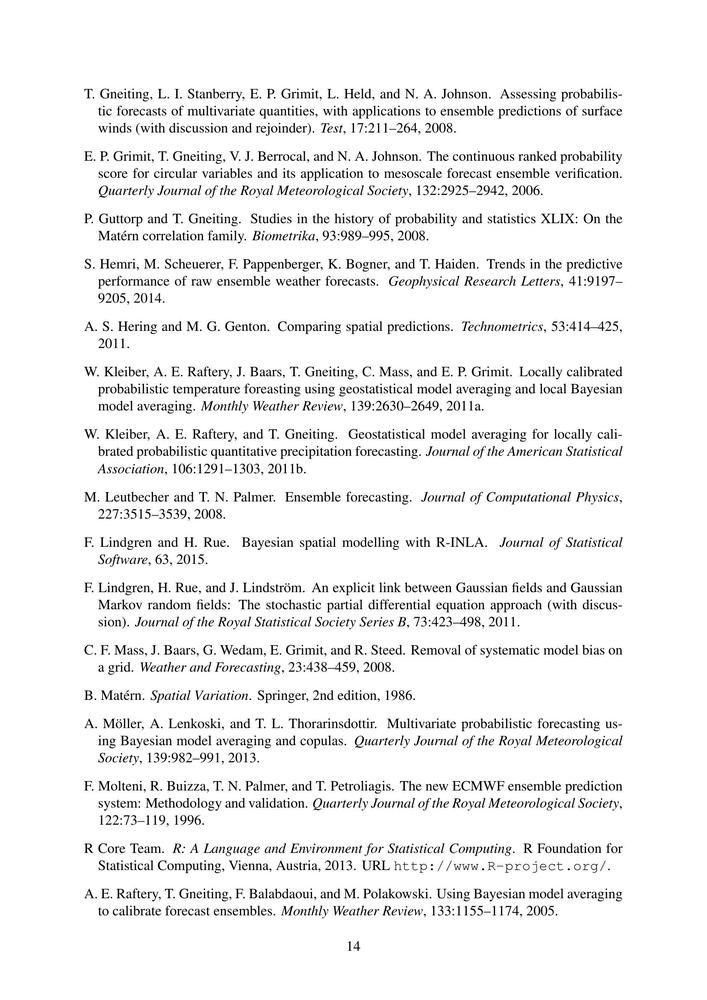 T. Gneiting, L. I. Stanberry, E. P. Grimit, L. Held, and N. A. Johnson. Assessing probabilis-
tic forecasts of multivariate quantities, with applications to ensemble predictions of surface
winds (with discussion and rejoinder). Test, 17:211–264, 2008.
E. P. Grimit, T. Gneiting, V. J. Berrocal, and N. A. Johnson. The continuous ranked probability
score for circular variables and its application to mesoscale forecast ensemble verification.
Quarterly Journal of the Royal Meteorological Society, 132:2925–2942, 2006.
P. Guttorp and T. Gneiting. Studies in the history of probability and statistics XLIX: On the
Matérn correlation family. Biometrika, 93:989–995, 2008.
S. Hemri, M. Scheuerer, F. Pappenberger, K. Bogner, and T. Haiden. Trends in the predictive
performance of raw ensemble weather forecasts. Geophysical Research Letters, 41:9197–
9205, 2014.
A. S. Hering and M. G. Genton. Comparing spatial predictions. Technometrics, 53:414–425,
2011.
W. Kleiber, A. E. Raftery, J. Baars, T. Gneiting, C. Mass, and E. P. Grimit. Locally calibrated
probabilistic temperature foreasting using geostatistical model averaging and local Bayesian
model averaging. Monthly Weather Review, 139:2630–2649, 2011a.
W. Kleiber, A. E. Raftery, and T. Gneiting. Geostatistical model averaging for locally cali-
brated probabilistic quantitative precipitation forecasting. Journal of the American Statistical
Association, 106:1291–1303, 2011b.
M. Leutbecher and T. N. Palmer. Ensemble forecasting. Journal of Computational Physics,
227:3515–3539, 2008.
F. Lindgren and H. Rue. Bayesian spatial modelling with R-INLA. Journal of Statistical
Software, 63, 2015.
F. Lindgren, H. Rue, and J. Lindström. An explicit link between Gaussian fields and Gaussian
Markov random fields: The stochastic partial differential equation approach (with discus-
sion). Journal of the Royal Statistical Society Series B, 73:423–498, 2011.
C. F. Mass, J. Baars, G. Wedam, E. Grimit, and R. Steed. Removal of systematic model bias on
a grid. Weather and Forecasting, 23:438–459, 2008.
B. Matérn. Spatial Variation. Springer, 2nd edition, 1986.
A. Möller, A. Lenkoski, and T. L. Thorarinsdottir. Multivariate probabilistic forecasting us-
ing Bayesian model averaging and copulas. Quarterly Journal of the Royal Meteorological
Society, 139:982–991, 2013.
F. Molteni, R. Buizza, T. N. Palmer, and T. Petroliagis. The new ECMWF ensemble prediction
system: Methodology and validation. Quarterly Journal of the Royal Meteorological Society,
122:73–119, 1996.
R Core Team. R: A Language and Environment for Statistical Computing. R Foundation for
Statistical Computing, Vienna, Austria, 2013. URL http://www.R-project.org/.
A. E. Raftery, T. Gneiting, F. Balabdaoui, and M. Polakowski. Using Bayesian model averaging
to calibrate forecast ensembles. Monthly Weather Review, 133:1155–1174, 2005.
14